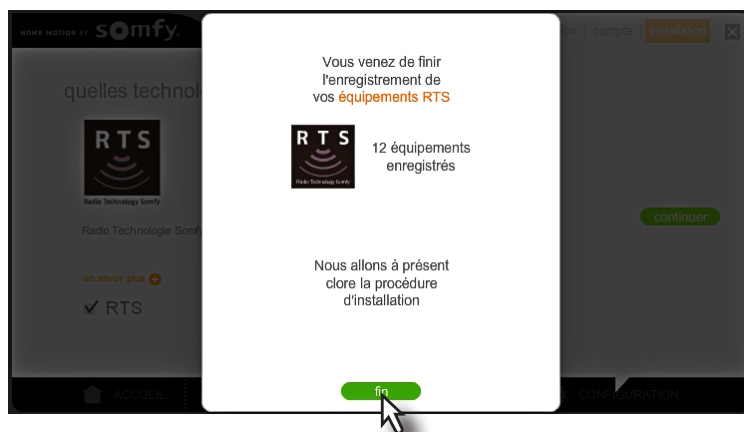 HOME MOTION BY somfy.
on | compte | installation
quelles technol
RTS
Radio Technology Somfy
Radio Technologie Somf
en savoir plus
RTS
Vous venez de finir
l'enregistrement de
vos équipements RTS
RTS
Radio Technology Somfy
12 équipements
enregistrés
Nous allons à présent
clore la procédure
d'installation
fin
continuer
ACCUEIL
CONFIGURATION